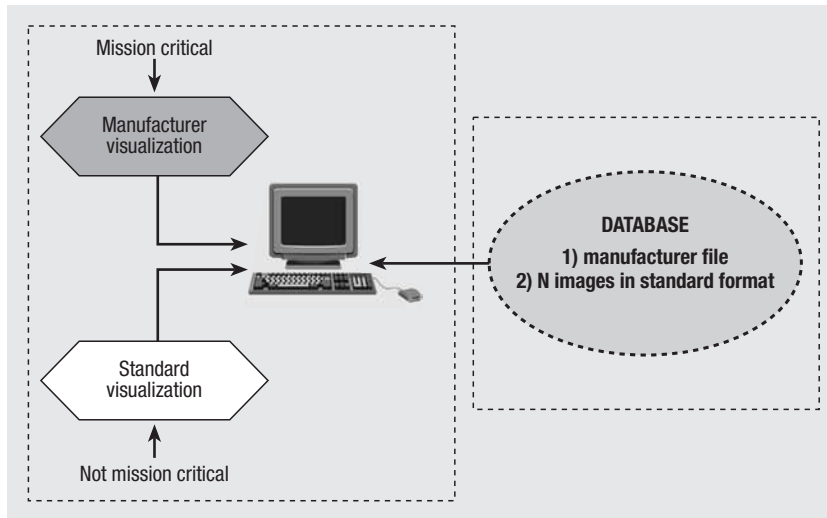 Mission critical
Manufacturer
visualization
DATABASE
1) manufacturer file
2) N images in standard format
Standard
visualization
Not mission critical